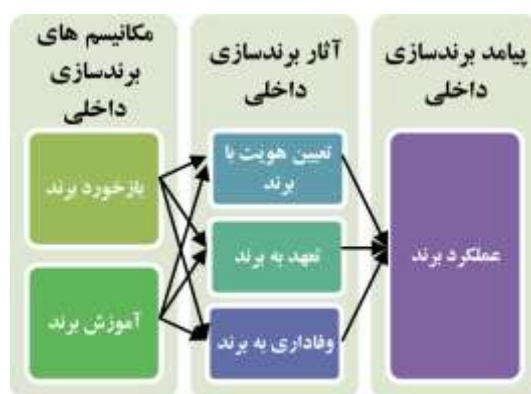 مکانیسم های
برندسازی
داخلی
بازخورد برند
آموزش برند
آثار برندسازی
داخلی
تعیین هویت با
برند
تعهد به برند
وفاداری به برند
پیامد برندسازی
داخلی
عملکرد برند